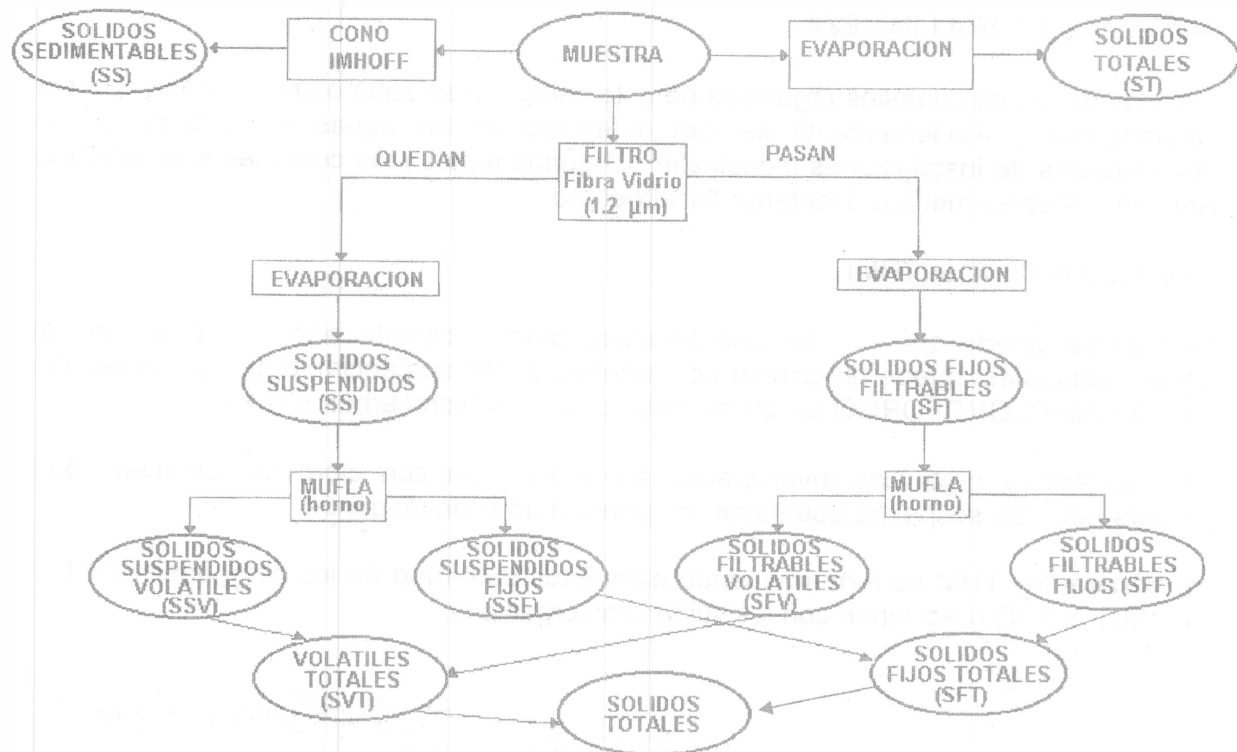 SOLIDOS
SEDIMENTABLES
(SS)
CONO
IMHOFF
MUESTRA
EVAPORACION
SOLIDOS
TOTALES
(ST)
QUEDAN
FILTRO
Fibra Vidrio
(1.2 µm)
PASAN
EVAPORACION
EVAPORACION
SOLIDOS
SUSPENDIDOS
(SS)
SOLIDOS FIJOS
FILTRABLES
(SF)
MUFLA
(horno)
MUFLA
(horno)
SOLIDOS
SUSPENDIDOS
VOLATILES
(SSV)
SOLIDOS
SUSPENDIDOS
FIJOS
(SSF)
SOLIDOS
FILTRABLES
VOLATILES
(SFV)
SOLIDOS
FILTRABLES
FIJOS (SFF)
VOLATILES
TOTALES
(SVT)
SOLIDOS
TOTALES
SOLIDOS
FIJOS TOTALES
(SFT)